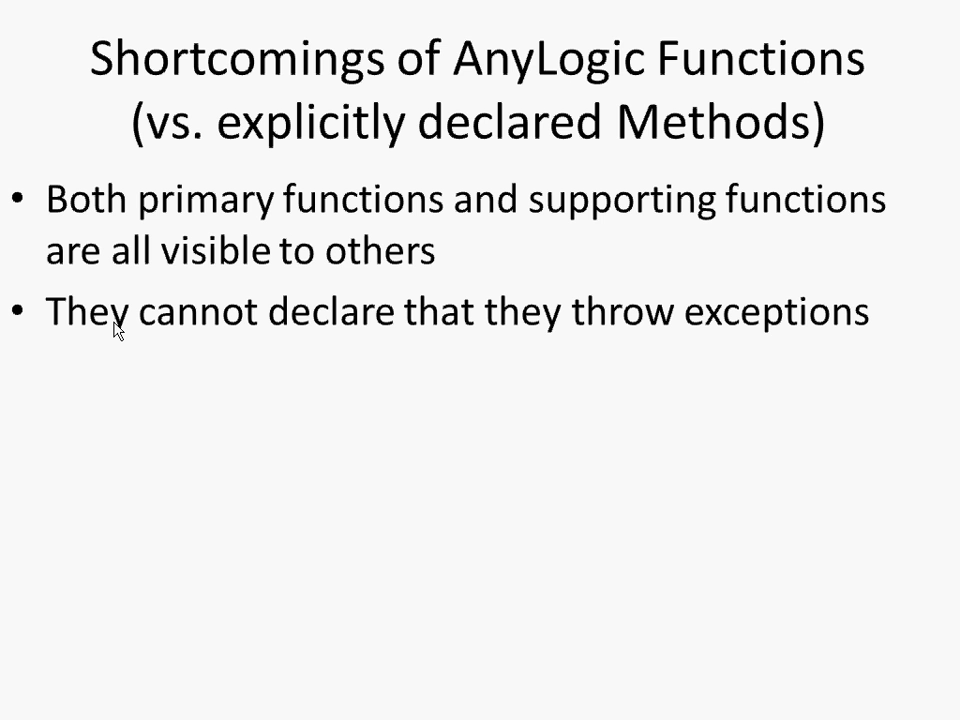 Shortcomings of AnyLogic Functions
(vs. explicitly declared Methods)
• Both primary functions and supporting functions
are all visible to others
• They cannot declare that they throw exceptions